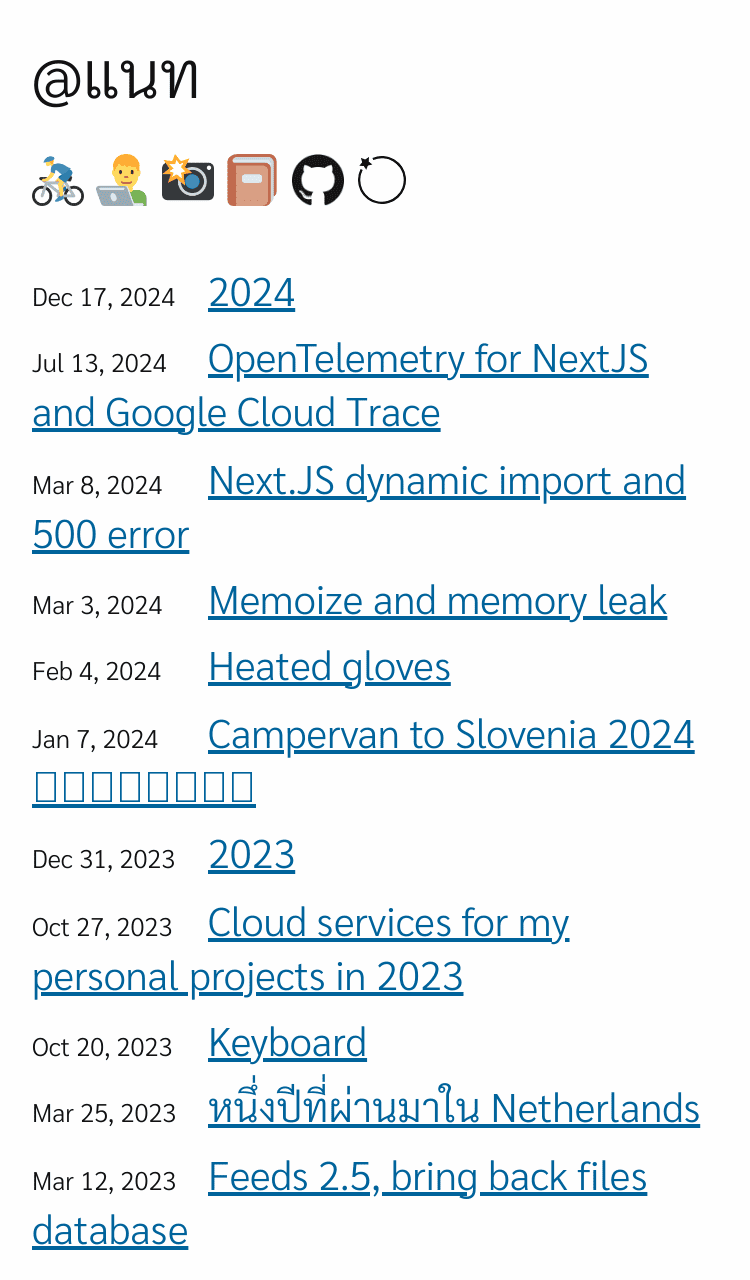 @แนท
Dec 17, 2024 2024
Jul 13, 2024 OpenTelemetry for NextJS
and Google Cloud Trace
Mar 8, 2024 Next.JS dynamic import and
500 error
Mar 3, 2024 Memoize and memory leak
Feb 4, 2024 Heated gloves
Jan 7, 2024 Campervan to Slovenia 2024
Dec 31, 2023 2023
Oct 27, 2023 Cloud services for my
personal projects in 2023
Oct 20, 2023 Keyboard
Mar 25, 2023 หนึ่งปีที่ผ่านมาใน Netherlands
Mar 12, 2023 Feeds 2.5, bring back files
database